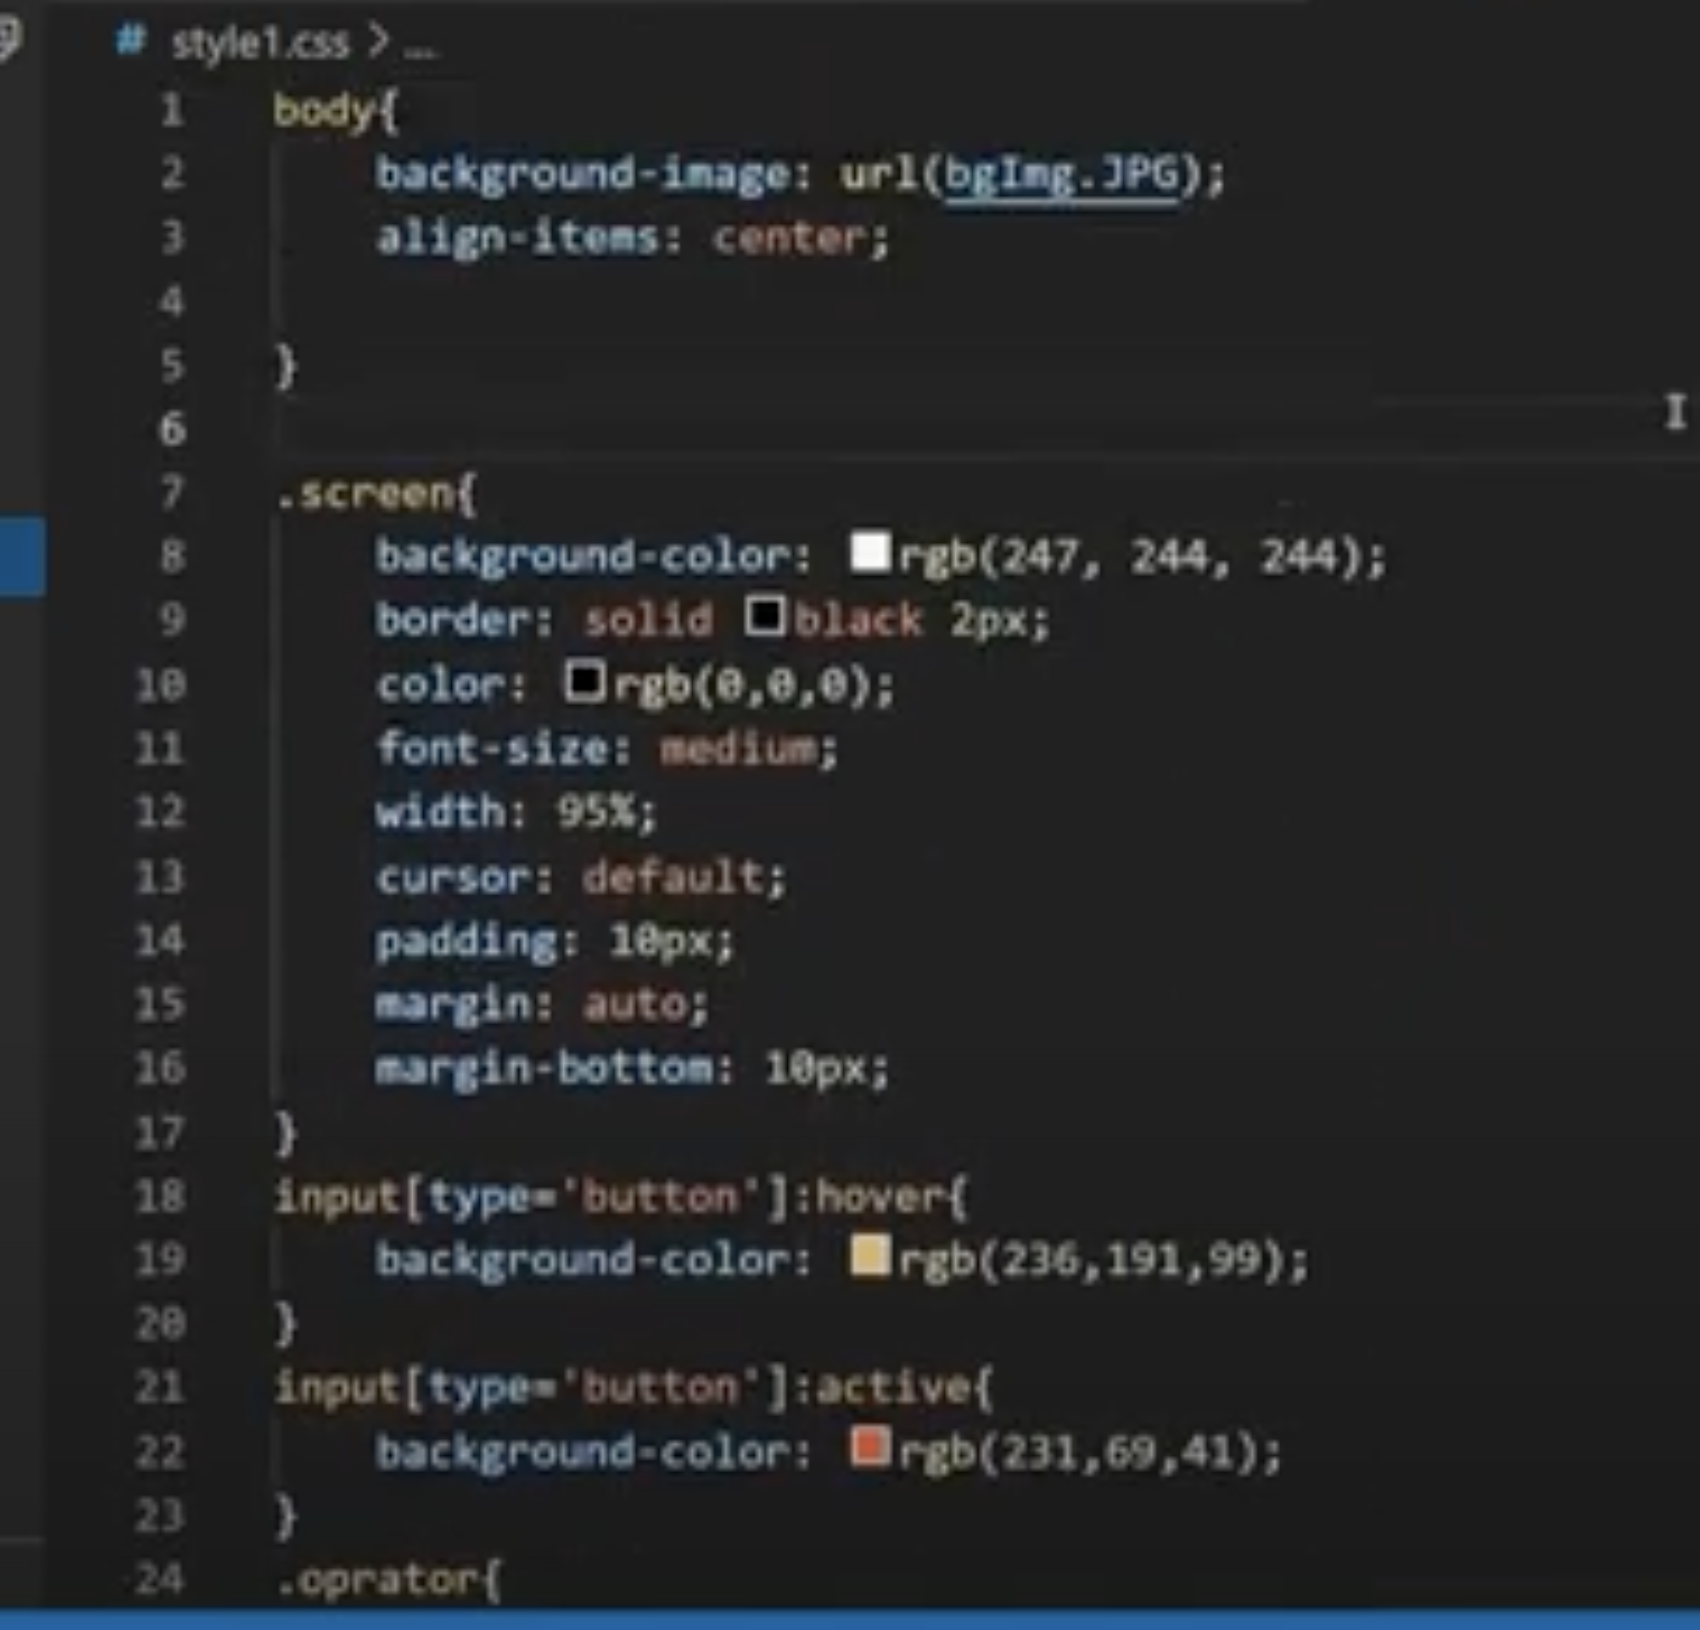 # style1.css > ...
1 body{
2 background-image: url(bgImg.JPG);
3 align-items: center;
4
5 }
6
7 .screen{
8 background-color: rgb(247, 244, 244);
9 border: solid black 2px;
10 color: rgb(0,0,0);
11 font-size: medium;
12 width: 95%;
13 cursor: default;
14 padding: 10px;
15 margin: auto;
16 margin-bottom: 10px;
17 }
18 input[type='button']:hover{
19 background-color: rgb(236,191,99);
20 }
21 input[type='button']:active{
22 background-color: rgb(231,69,41);
23 }
24 .oprator{